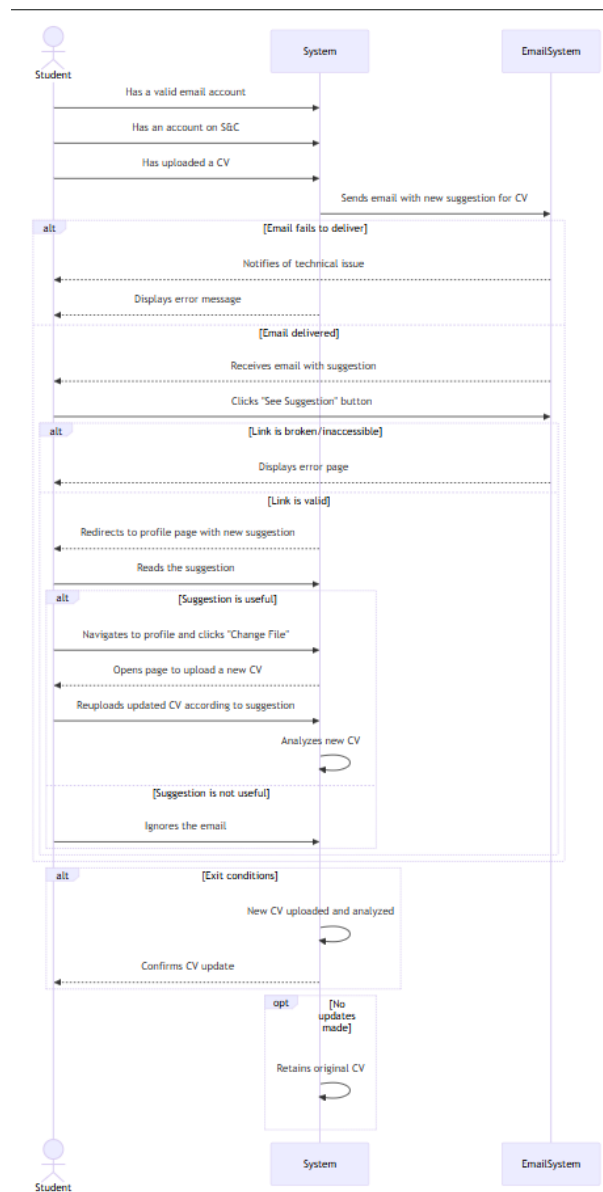 System
EmailSystem
Student
Has a valid email account
Has an account on S&C
Has uploaded a CV
Sends email with new suggestion for CV
alt
[Email fails to deliver]
Notifies of technical issue
Displays error message
[Email delivered]
Receives email with suggestion
Clicks "See Suggestion" button
alt
[Link is broken/inaccessible]
Displays error page
[Link is valid]
Redirects to profile page with new suggestion
Reads the suggestion
alt
[Suggestion is useful]
Navigates to profile and clicks "Change File"
Opens page to upload a new CV
Reuploads updated CV according to suggestion
Analyzes new CV
[Suggestion is not useful]
Ignores the email
alt
[Exit conditions]
New CV uploaded and analyzed
Confirms CV update
opt
[No
updates
made]
Retains original CV
System
EmailSystem
Student